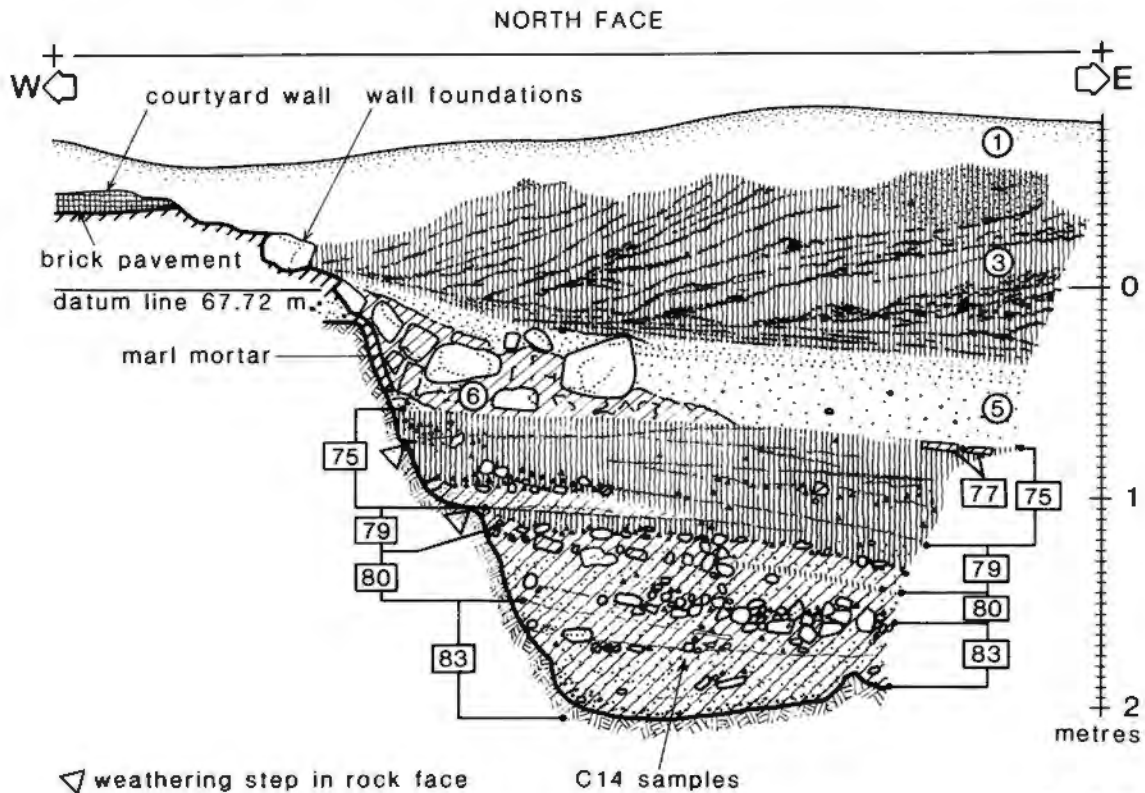 NORTH FACE
W E
courtyard wall wall foundations
1
brick pavement
3
datum line 67.72 m.
0
marl mortar
6
5
75
77 75
1
79
79
80
80
83
83
2
metres
weathering step in rock face C14 samples